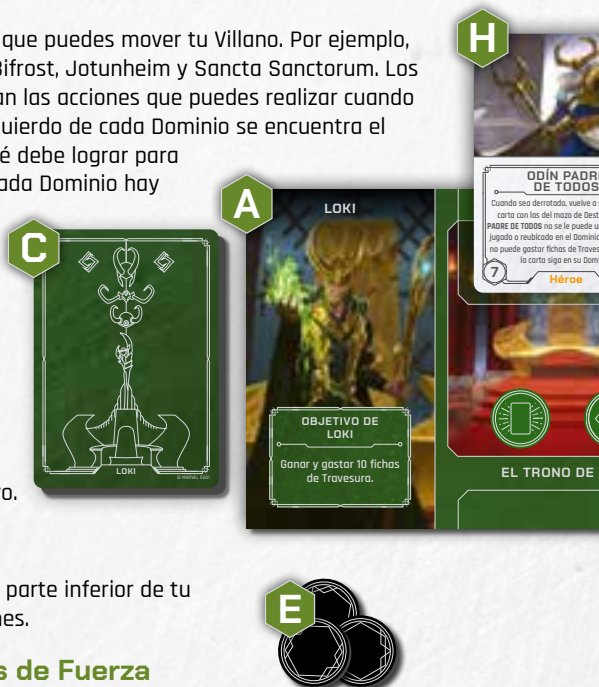 que puedes mover tu Villano. Por ejemplo,
Bifrost, Jotunheim y Sancta Sanctorum. Los
an las acciones que puedes realizar cuando
quierdo de cada Dominio se encuentra el
é debe lograr para
ada Dominio hay
H
ODÍN PADRE
DE TODOS
Cuando sea derrotado, vuelve a
carta con las del mazo de Dest
PADRE DE TODOS no se le puede u
jugado o reubicado en el Dominio
no puede gastar fichas de Traves
la carta siga en su Domi
7
Héroe
A
LOKI
C
LOKI
© MARVEL
OBJETIVO DE
LOKI
Ganar y gastar 10 fichas
de Travesura.
EL TRONO DE
o.
parte inferior de tu
nes.
E
s de Fuerza